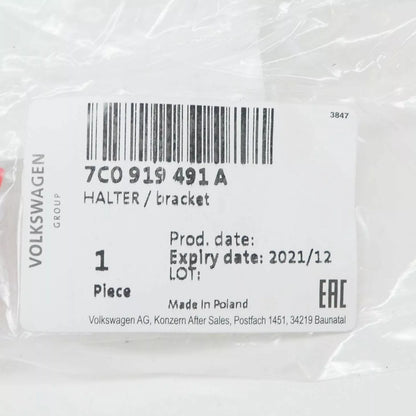 3847
VOLKSWAGEN
GROUP
7C0 919 491 A
HALTER / bracket
Prod. date:
1 Expiry date: 2021/12
LOT:
Piece
Made In Poland
EAC
Volkswagen AG, Konzern After Sales, Postfach 1451, 34219 Baunatal